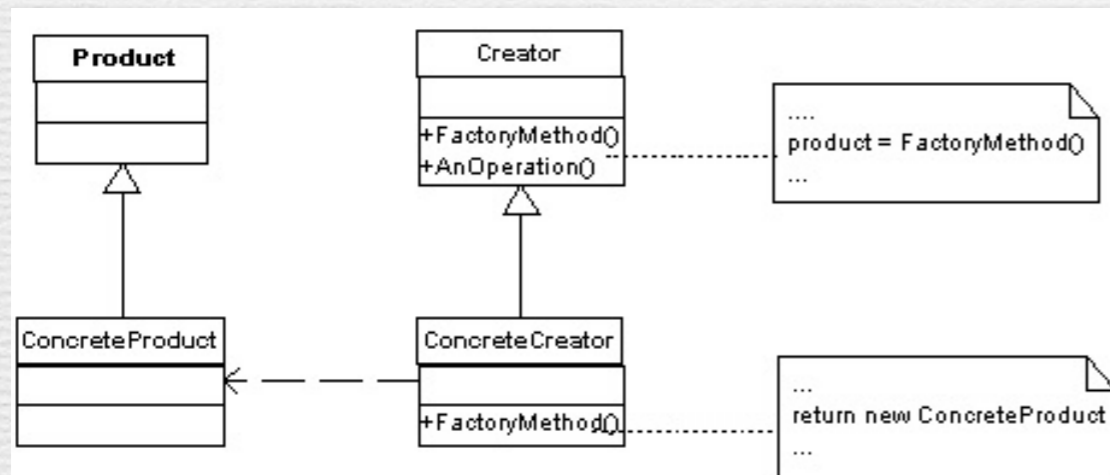 Product
Creator
+FactoryMethod()
+AnOperation()
....
product = FactoryMethod()
...
ConcreteProduct
ConcreteCreator
+FactoryMethod()
...
return new ConcreteProduct
...